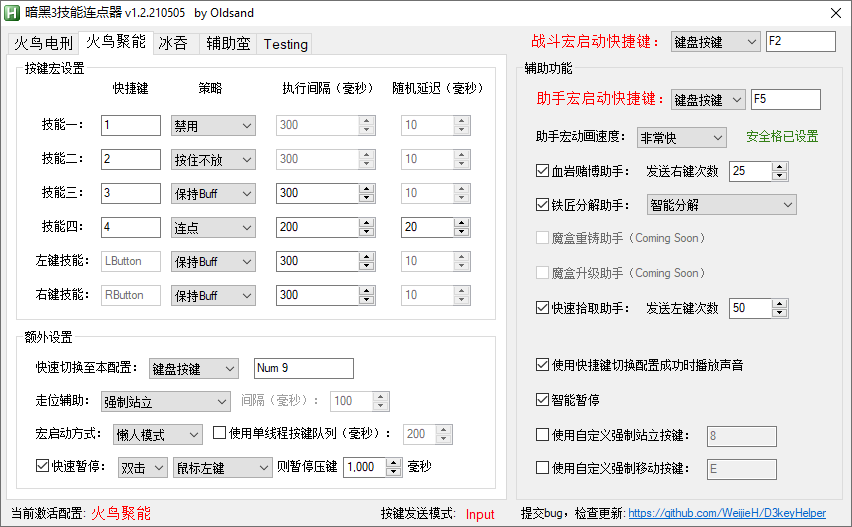 暗黑3技能连点器 v1.2.210505   by Oldsand
火鸟电刑 火鸟聚能 冰吞 辅助蛮 Testing
战斗宏启动快捷键： 键盘按键 F2
按键宏设置
快捷键 策略 执行间隔（毫秒） 随机延迟（毫秒）
技能一： 1 禁用 300 10
技能二： 2 按住不放 300 10
技能三： 3 保持Buff 300 10
技能四： 4 连点 200 20
左键技能： LButton 保持Buff 300 10
右键技能： RButton 保持Buff 300 10
额外设置
快速切换至本配置： 键盘按键 Num 9
走位辅助： 强制站立 间隔（毫秒）： 100
宏启动方式： 懒人模式 使用单线程按键队列（毫秒）： 200
快速暂停： 双击 鼠标左键 则暂停压键 1,000 毫秒
辅助功能
助手宏启动快捷键： 键盘按键 F5
助手宏动画速度： 非常快 安全格已设置
血岩赌博助手： 发送右键次数 25
铁匠分解助手： 智能分解
魔盒重铸助手（Coming Soon）
魔盒升级助手（Coming Soon）
快速拾取助手： 发送左键次数 50
使用快捷键切换配置成功时播放声音
智能暂停
使用自定义强制站立按键： 8
使用自定义强制移动按键： E
当前激活配置: 火鸟聚能 按键发送模式: Input 提交bug，检查更新: https://github.com/WeijieH/D3keyHelper